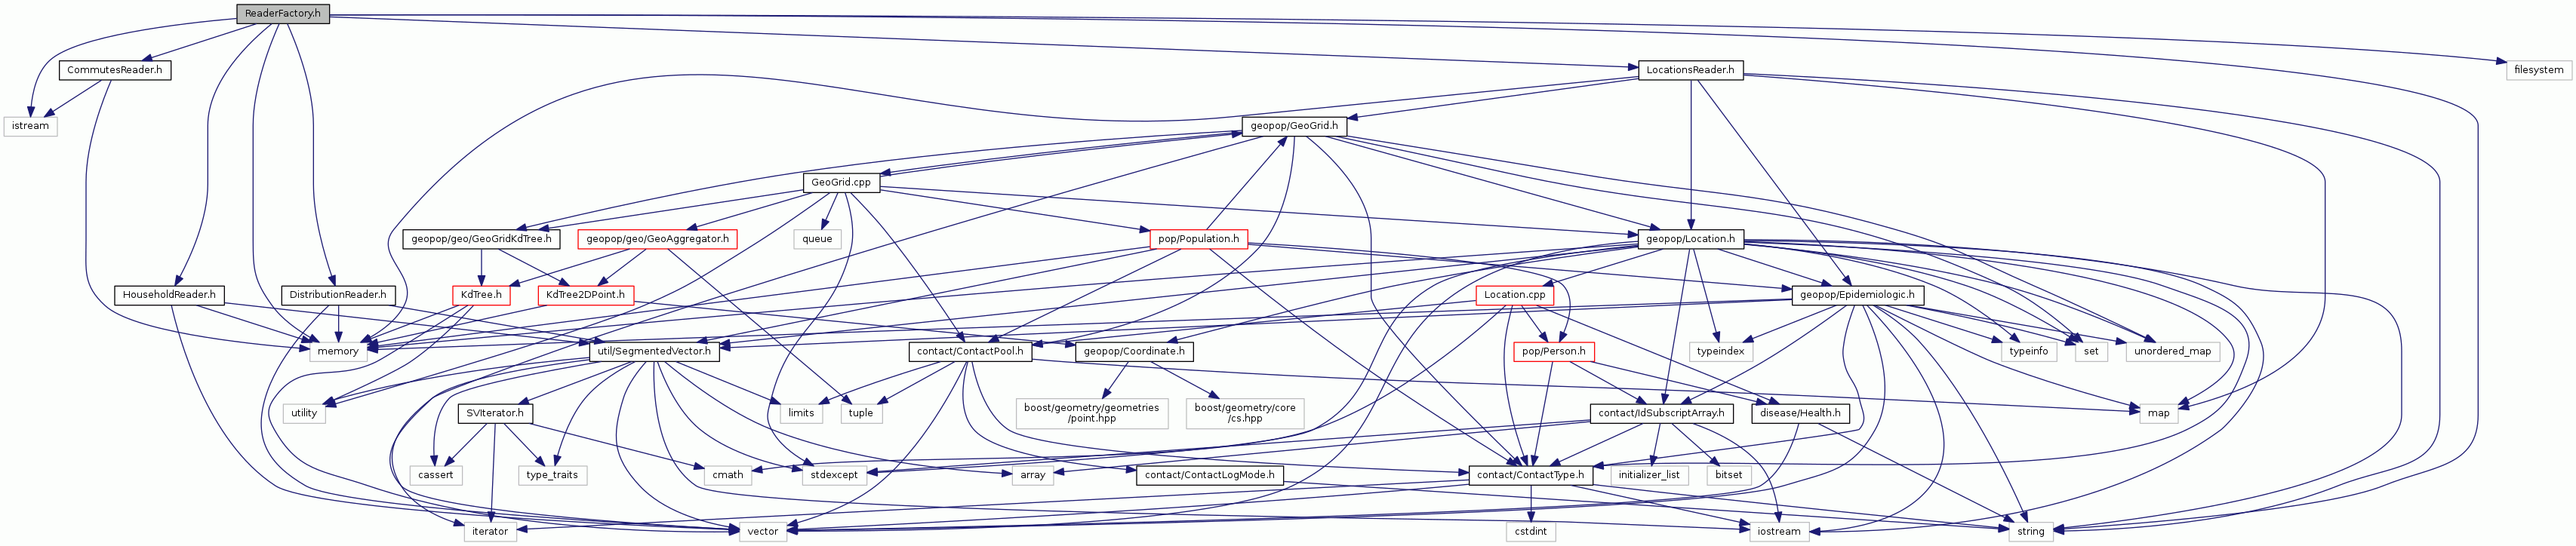 ReaderFactory.h
CommutesReader.h
LocationsReader.h
filesystem
istream
geopop/GeoGrid.h
GeoGrid.cpp
geopop/geo/GeoGridKdTree.h
geopop/geo/GeoAggregator.h
queue
pop/Population.h
geopop/Location.h
HouseholdReader.h
DistributionReader.h
KdTree.h
KdTree2DPoint.h
Location.cpp
geopop/Epidemiologic.h
memory
util/SegmentedVector.h
contact/ContactPool.h
geopop/Coordinate.h
pop/Person.h
typeindex
typeinfo
set
unordered_map
utility
SVIterator.h
limits
tuple
boost/geometry/geometries
/point.hpp
boost/geometry/core
/cs.hpp
contact/IdSubscriptArray.h
disease/Health.h
map
cassert
type_traits
cmath
stdexcept
array
contact/ContactLogMode.h
contact/ContactType.h
initializer_list
bitset
iterator
vector
cstdint
iostream
string